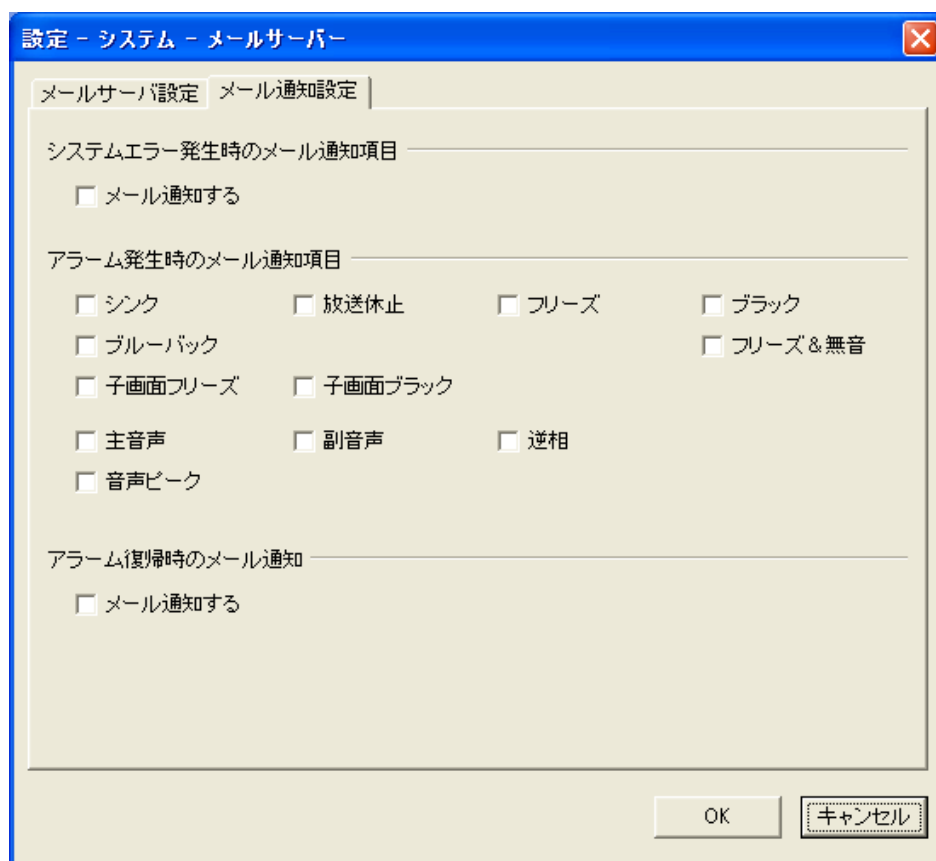 設定 - システム - メールサーバー
メールサーバ設定 メール通知設定
システムエラー発生時のメール通知項目
メール通知する
アラーム発生時のメール通知項目
シンク 放送休止 フリーズ ブラック
ブルーバック フリーズ＆無音
子画面フリーズ 子画面ブラック
主音声 副音声 逆相
音声ピーク
アラーム復帰時のメール通知
メール通知する
OK キャンセル